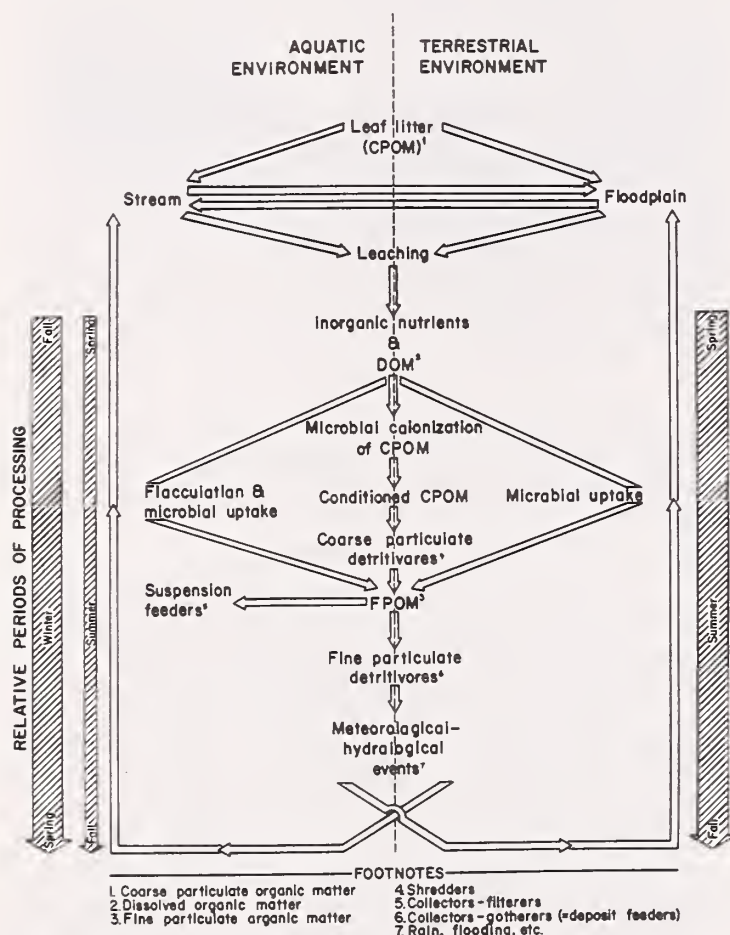 AQUATIC ENVIRONMENT
TERRESTRIAL ENVIRONMENT
Leaf litter
(CPOM)¹
Stream
Floodplain
Leaching
inorganic nutrients
&
DOM²
Microbial colonization
of CPOM
Flocculation &
microbial uptake
Conditioned CPOM
Microbial uptake
Coarse particulate
detritivores⁴
Suspension
feeders⁵
FPOM³
Fine particulate
detritivores⁶
Meteorological-
hydrological
events⁷
RELATIVE PERIODS OF PROCESSING
Fall
Winter
Spring
Spring
Summer
Fall
Spring
Summer
Fall
FOOTNOTES
1. Coarse particulate organic matter
2. Dissolved organic matter
3. Fine particulate organic matter
4. Shredders
5. Collectors-filterers
6. Collectors-gatherers (=deposit feeders)
7. Rain, flooding, etc.